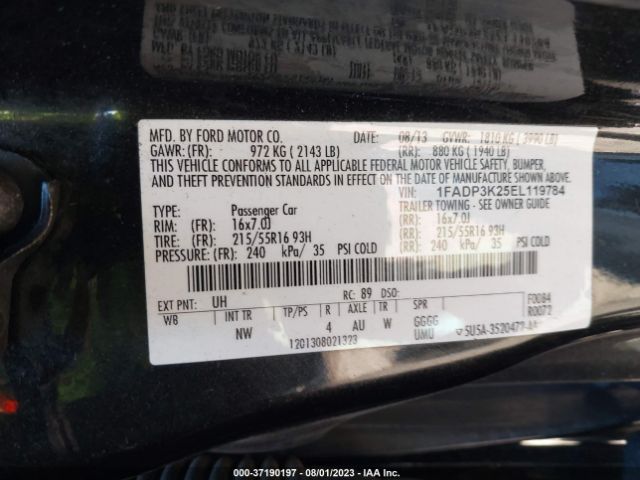 MFD. BY FORD MOTOR CO. DATE: 08/13 GVWR: 1810 KG ( 3990 LB)
GAWR: (FR): 972 KG ( 2143 LB) (RR): 880 KG ( 1940 LB)
THIS VEHICLE CONFORMS TO ALL APPLICABLE FEDERAL MOTOR VEHICLE SAFETY, BUMPER,
AND THEFT PREVENTION STANDARDS IN EFFECT ON THE DATE OF MANUFACTURE SHOWN ABOVE.
VIN: 1FADP3K25EL119784
TYPE: Passenger Car TRAILER TOWING - SEE OWNER GUIDE
RIM: (FR): 16x7.0J (RR): 16x7.0J
TIRE: (FR): 215/55R16 93H (RR): 215/55R16 93H
PRESSURE: (FR): 240 kPa/ 35 PSI COLD (RR): 240 kPa/ 35 PSI COLD
EXT PNT: UH RC: 89 DSO: F0084
WB INT TR TP/PS R AXLE TR SPR R0072
NW 4 AU W GGGG
UMU
1201308021323
000-37190197 - 08/01/2023 - IAA Inc.